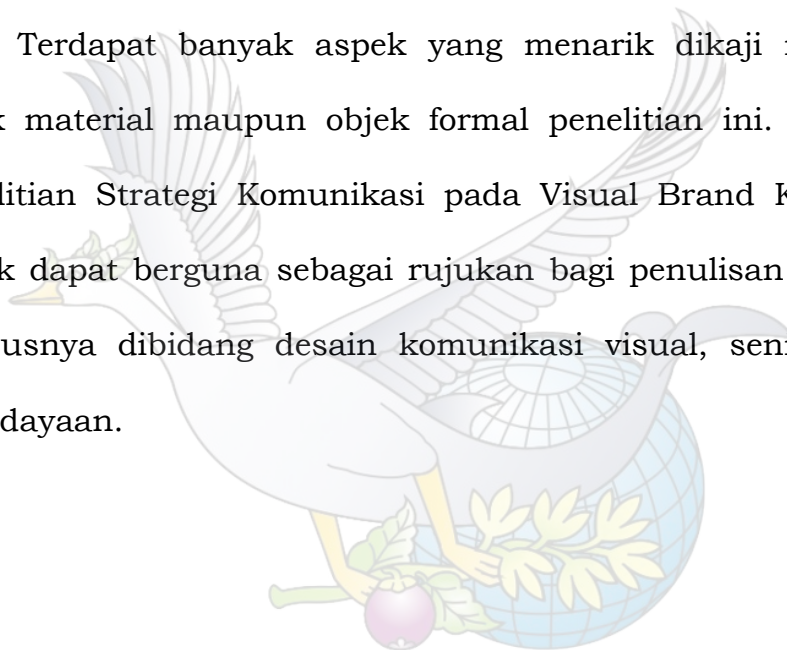 Terdapat banyak aspek yang menarik dikaji
material maupun objek formal penelitian ini.
litian Strategi Komunikasi pada Visual Brand K
k dapat berguna sebagai rujukan bagi penulisan
usnya dibidang desain komunikasi visual, seni
dayaan.